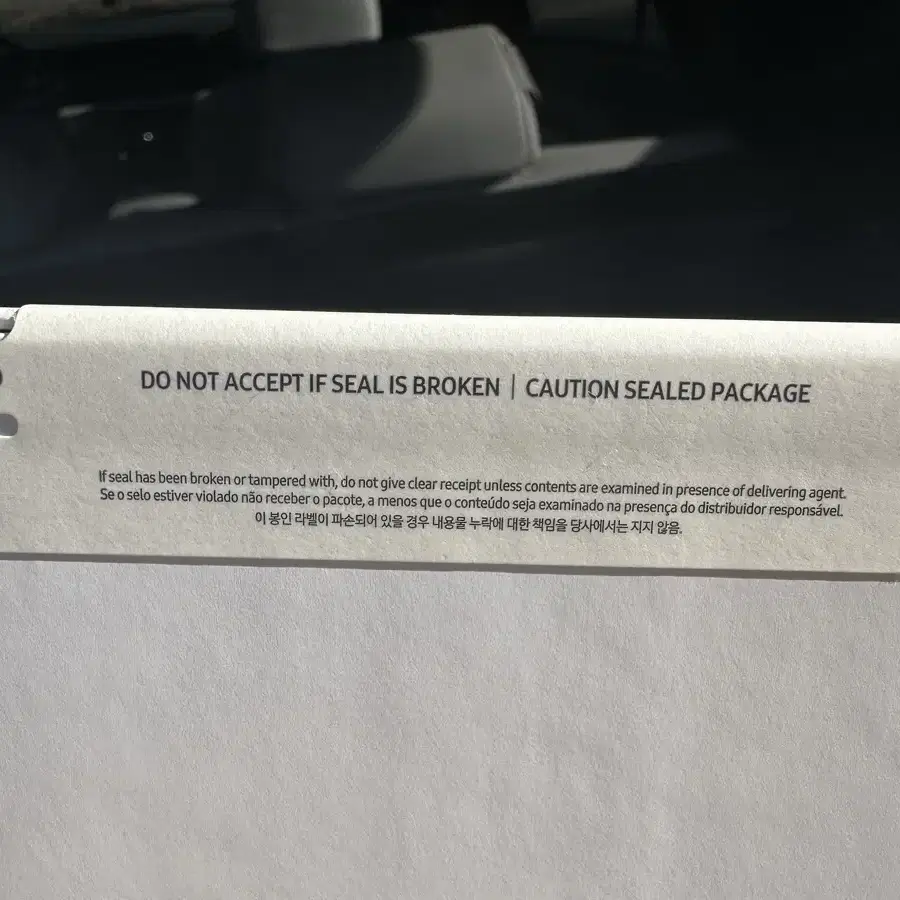 DO NOT ACCEPT IF SEAL IS BROKEN | CAUTION SEALED PACKAGE
If seal has been broken or tampered with, do not give clear receipt unless contents are examined in presence of delivering agent.
Se o selo estiver violado não receber o pacote, a menos que o conteúdo seja examinado na presença do distribuidor responsável.
이 봉인 라벨이 파손되어 있을 경우 내용물 누락에 대한 책임을 당사에서는 지지 않음.